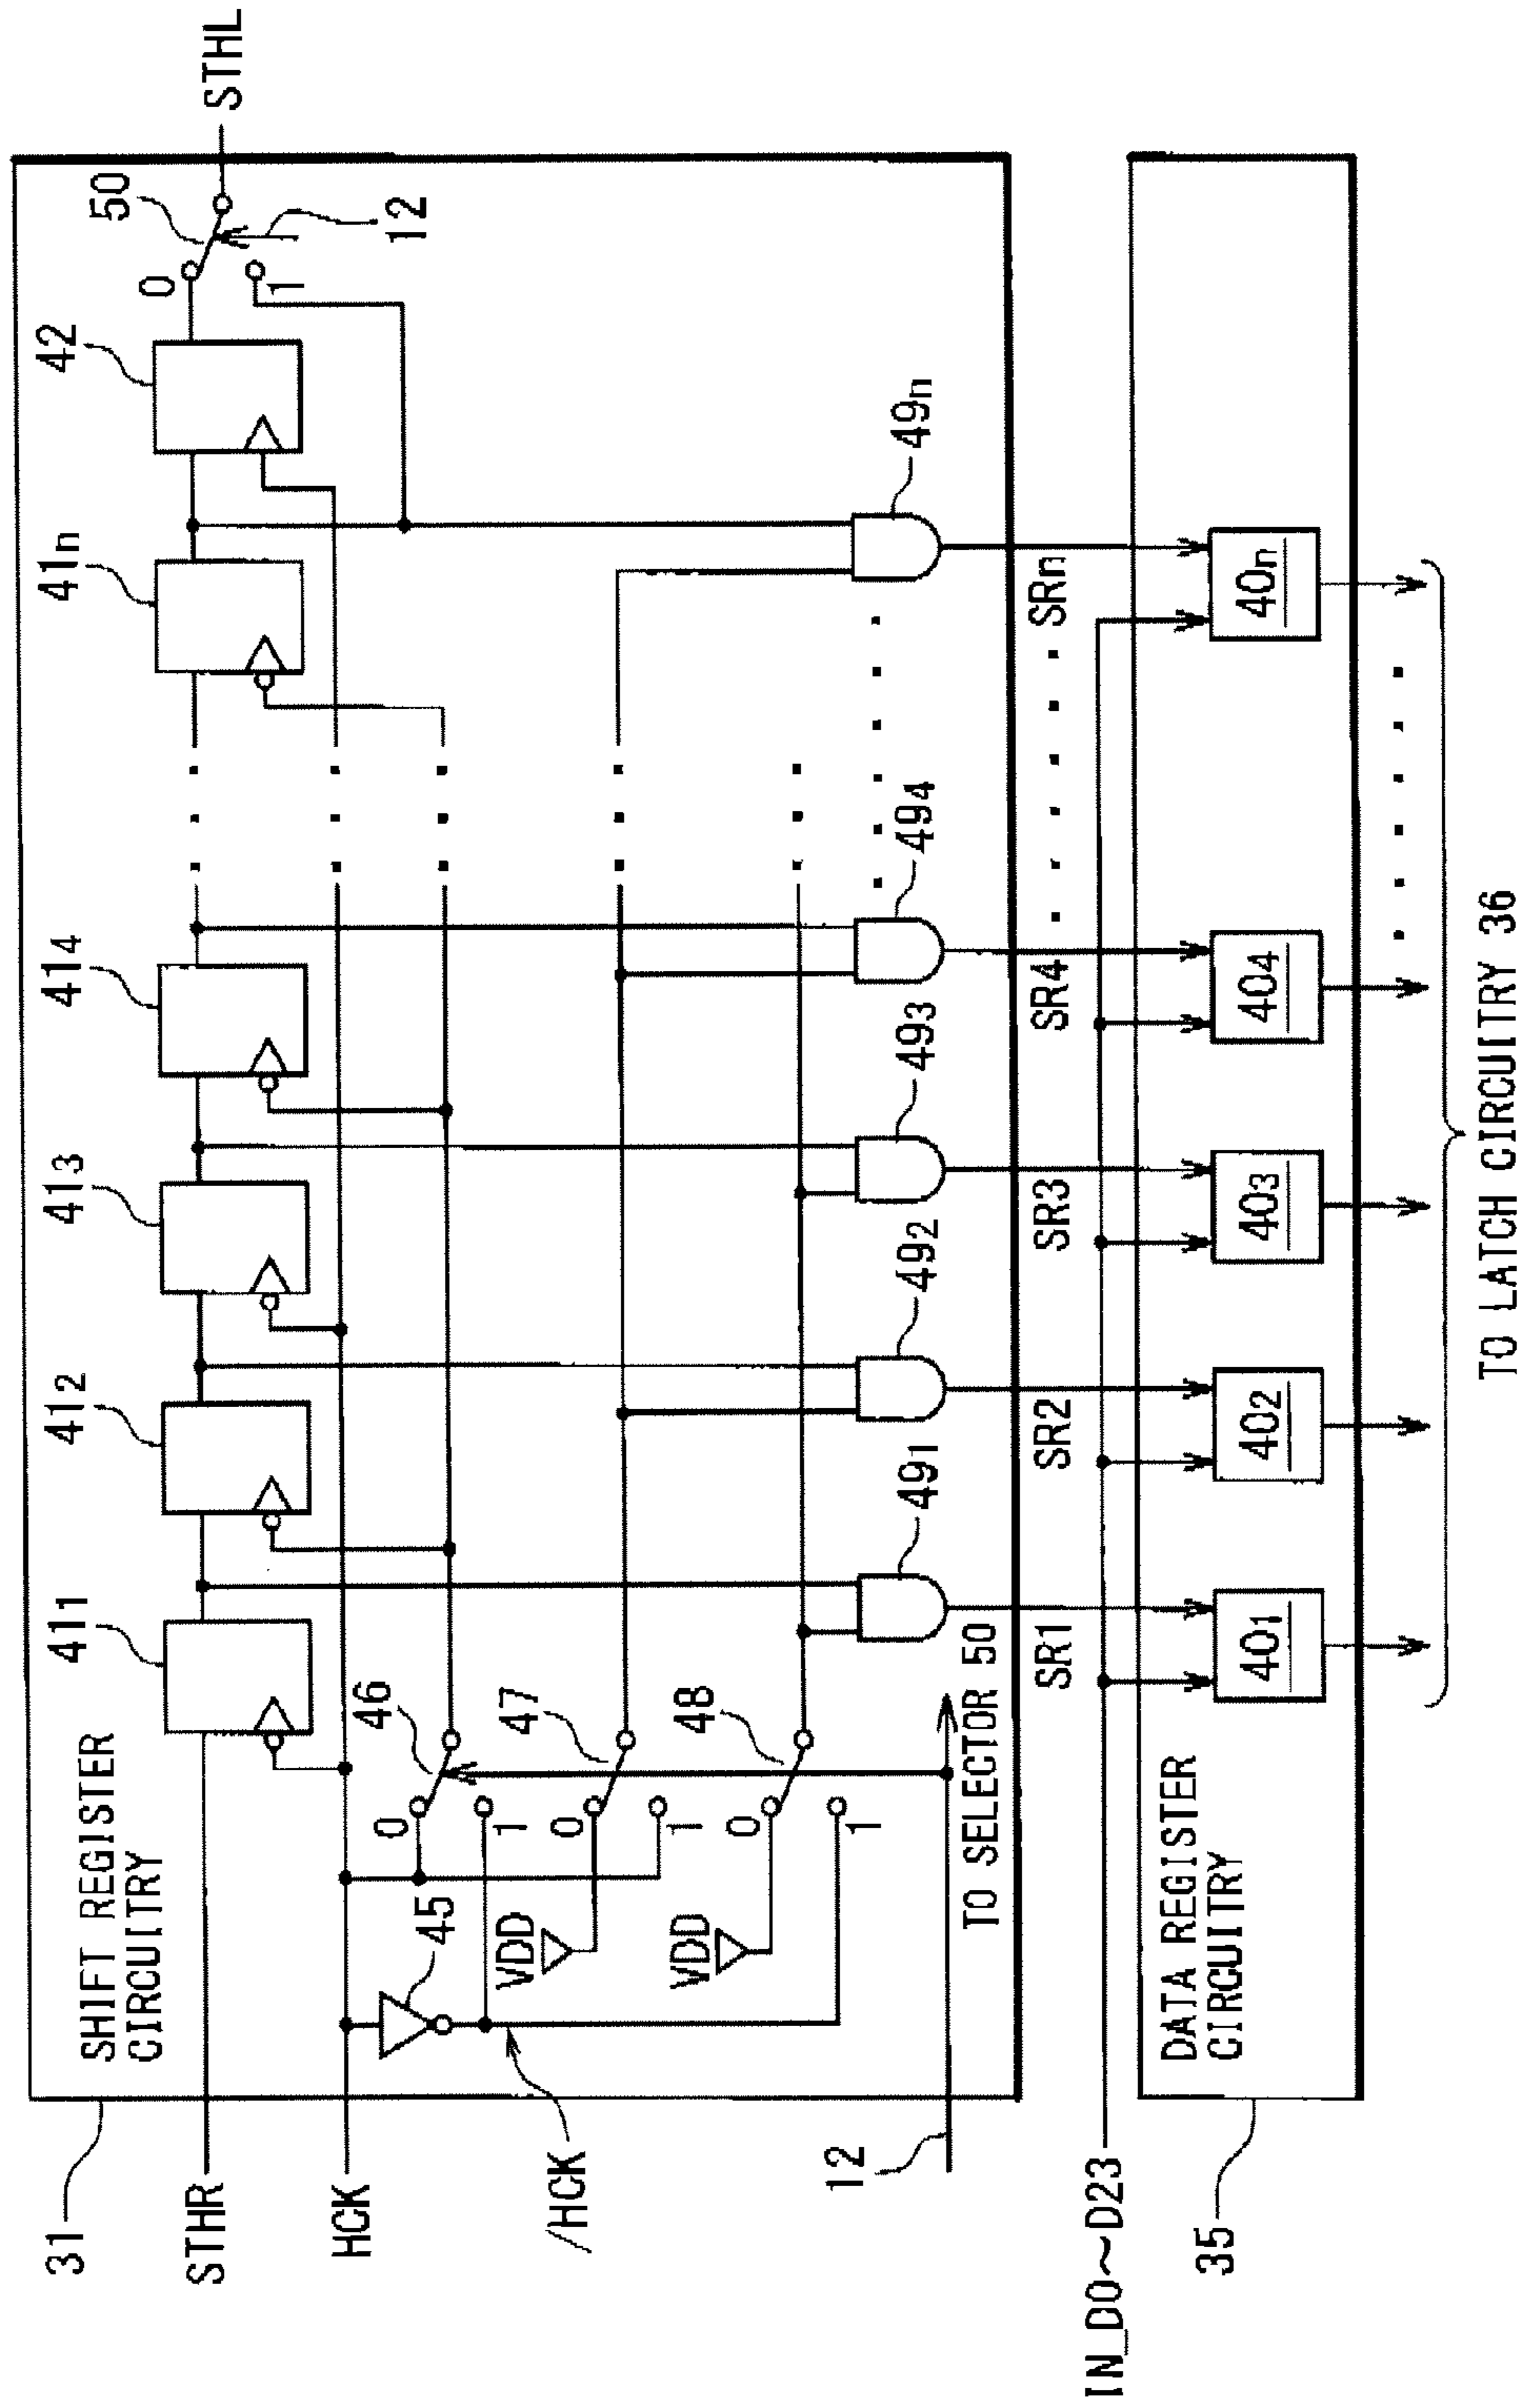 31
SHIFT REGISTER
CIRCUITRY
STHR
HCK
/HCK
12
411
412
413
414
41n
42
50
0
1
12
STHL
45
46
0
1
VDD
47
0
1
VDD
48
0
1
491
492
493
494
49n
TO SELECTOR 50
SR1
SR2
SR3
SR4
SRn
IN_D0~D23
35
DATA REGISTER
CIRCUITRY
401
402
403
404
40n
TO LATCH CIRCUITRY 36